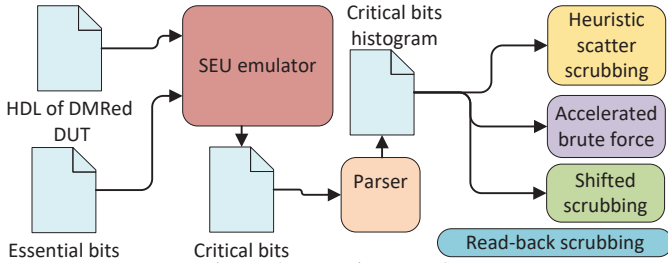 Critical bits
histogram
Heuristic
scatter
scrubbing
SEU emulator
HDL of DMRed
DUT
Accelerated
brute force
Parser
Shifted
scrubbing
Essential bits
Critical bits
Read-back scrubbing